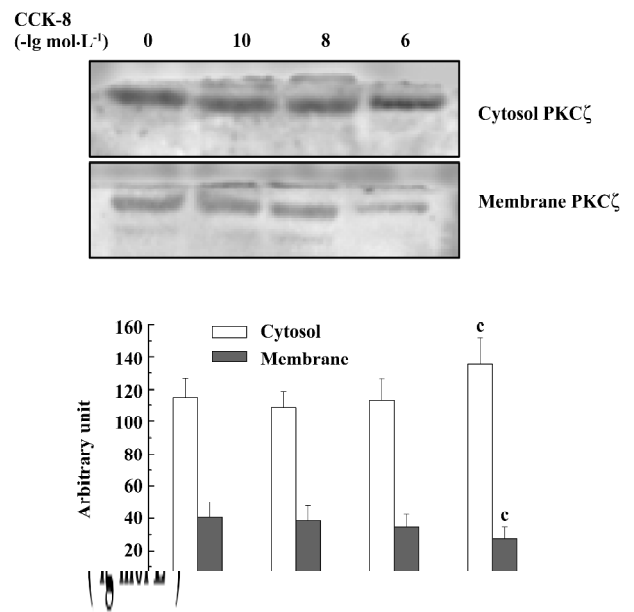 CCK-8
(-lg mol·L⁻¹) 0 10 8 6
Cytosol PKCζ
Membrane PKCζ
160
140
120
100
80
60
40
20
Arbitrary unit
Cytosol
Membrane
c
c